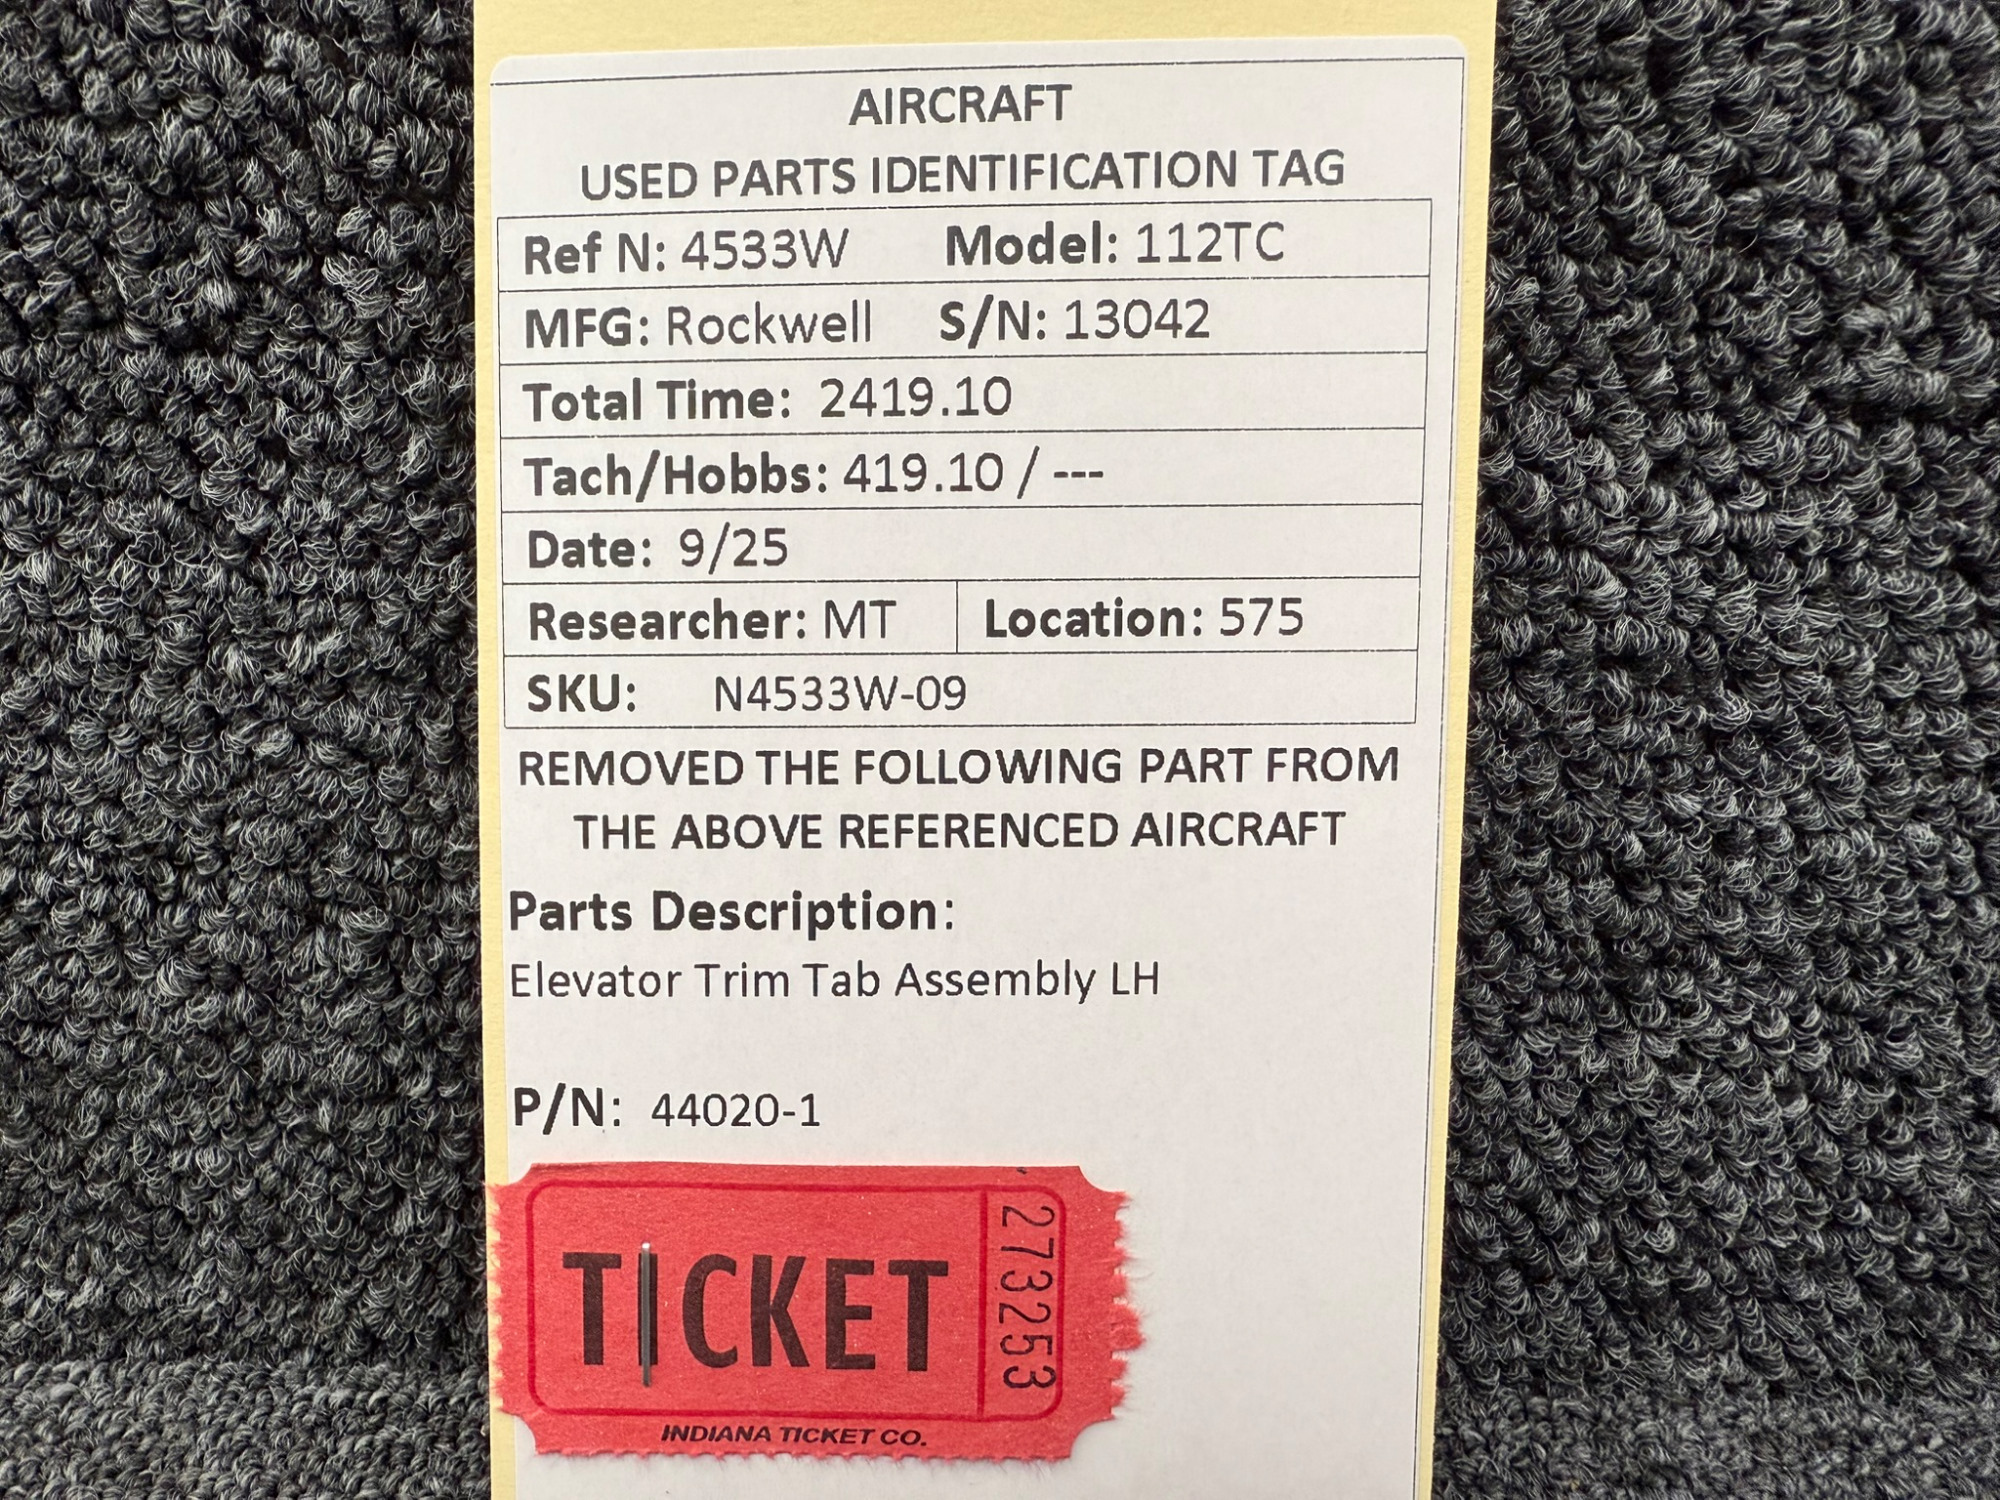 AIRCRAFT
USED PARTS IDENTIFICATION TAG
Ref N: 4533W Model: 112TC
MFG: Rockwell S/N: 13042
Total Time: 2419.10
Tach/Hobbs: 419.10 / ---
Date: 9/25
Researcher: MT Location: 575
SKU: N4533W-09
REMOVED THE FOLLOWING PART FROM
THE ABOVE REFERENCED AIRCRAFT
Parts Description:
Elevator Trim Tab Assembly LH
P/N: 44020-1
TICKET
273253
INDIANA TICKET CO.